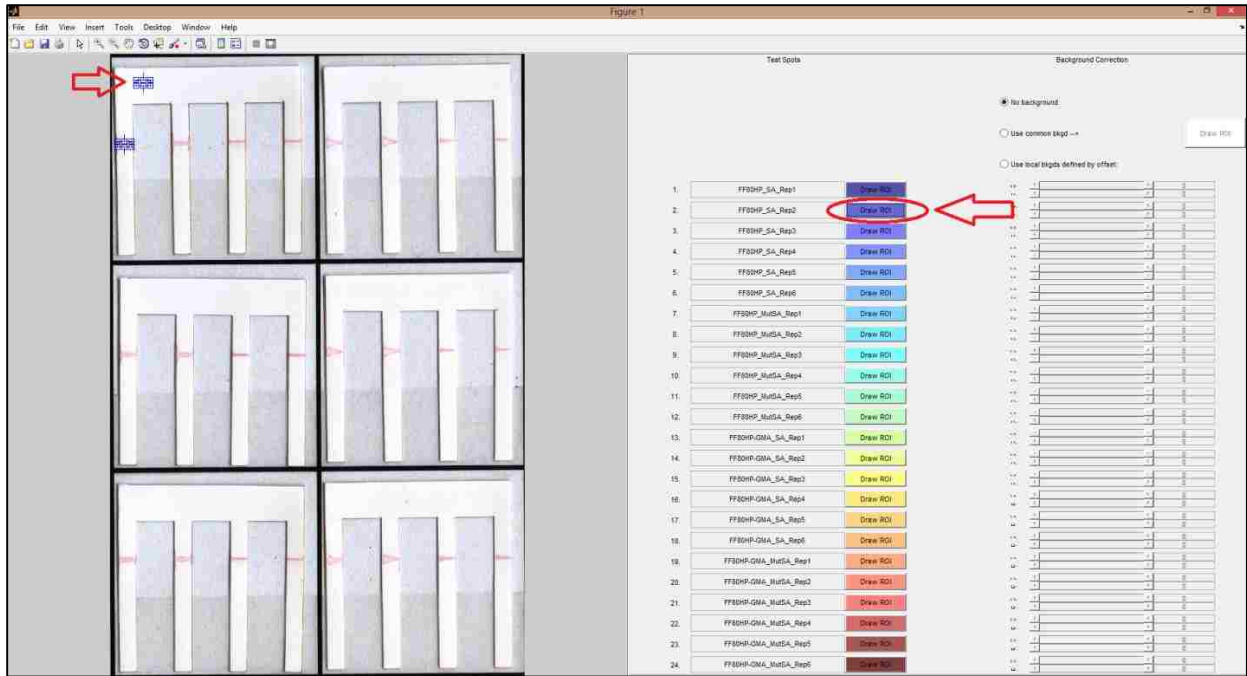 Figure 1
File Edit View Insert Tools Desktop Window Help
Test Spots
Background Correction
No background
Use common bkgd -->
Draw ROI
Use local bkgds defined by offset:
1. FF80HP_SA_Rep1 Draw ROI
2. FF80HP_SA_Rep2 Draw ROI
3. FF80HP_SA_Rep3 Draw ROI
4. FF80HP_SA_Rep4 Draw ROI
5. FF80HP_SA_Rep5 Draw ROI
6. FF80HP_SA_Rep6 Draw ROI
7. FF80HP_MutSA_Rep1 Draw ROI
8. FF80HP_MutSA_Rep2 Draw ROI
9. FF80HP_MutSA_Rep3 Draw ROI
10. FF80HP_MutSA_Rep4 Draw ROI
11. FF80HP_MutSA_Rep5 Draw ROI
12. FF80HP_MutSA_Rep6 Draw ROI
13. FF80HP-GMA_SA_Rep1 Draw ROI
14. FF80HP-GMA_SA_Rep2 Draw ROI
15. FF80HP-GMA_SA_Rep3 Draw ROI
16. FF80HP-GMA_SA_Rep4 Draw ROI
17. FF80HP-GMA_SA_Rep5 Draw ROI
18. FF80HP-GMA_SA_Rep6 Draw ROI
19. FF80HP-GMA_MutSA_Rep1 Draw ROI
20. FF80HP-GMA_MutSA_Rep2 Draw ROI
21. FF80HP-GMA_MutSA_Rep3 Draw ROI
22. FF80HP-GMA_MutSA_Rep4 Draw ROI
23. FF80HP-GMA_MutSA_Rep5 Draw ROI
24. FF80HP-GMA_MutSA_Rep6 Draw ROI